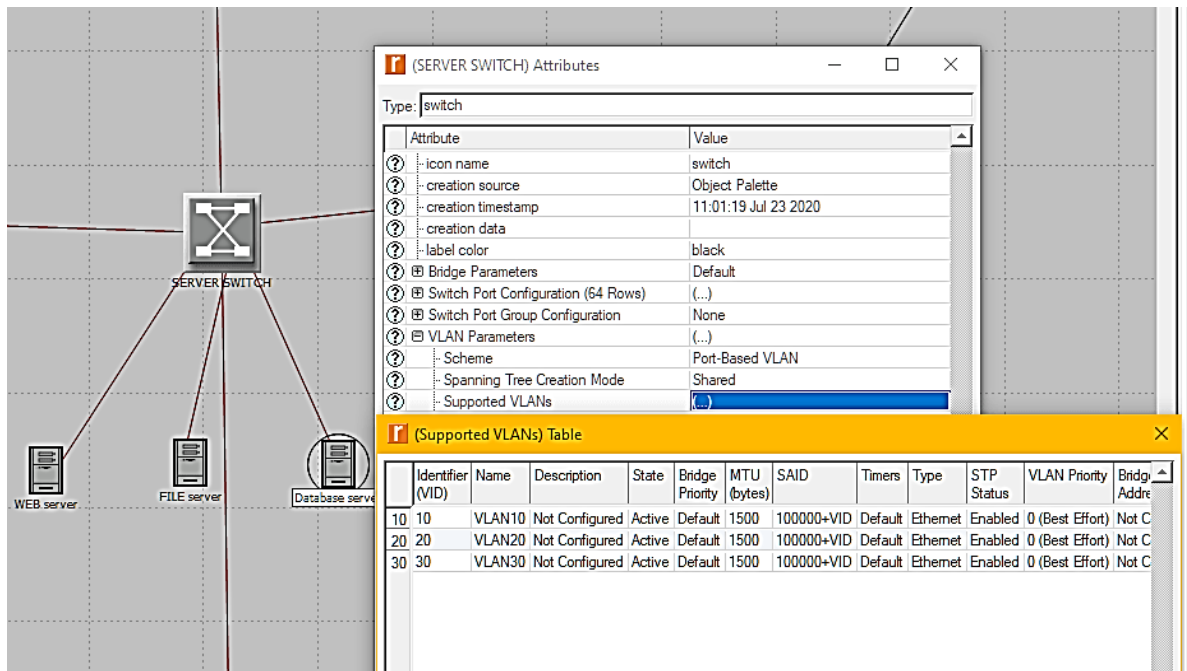 (SERVER SWITCH) Attributes
Type: switch
Attribute Value
icon name switch
creation source Object Palette
creation timestamp 11:01:19 Jul 23 2020
creation data
label color black
Bridge Parameters Default
Switch Port Configuration (64 Rows) (...)
Switch Port Group Configuration None
VLAN Parameters (...)
Scheme Port-Based VLAN
Spanning Tree Creation Mode Shared
Supported VLANs (...)
SERVER SWITCH
WEB server
FILE server
Database serve
(Supported VLANs) Table
Identifier (VID) Name Description State Bridge Priority MTU (bytes) SAID Timers Type STP Status VLAN Priority Bridg Addre
10 10 VLAN10 Not Configured Active Default 1500 100000+VID Default Ethernet Enabled 0 (Best Effort) Not C
20 20 VLAN20 Not Configured Active Default 1500 100000+VID Default Ethernet Enabled 0 (Best Effort) Not C
30 30 VLAN30 Not Configured Active Default 1500 100000+VID Default Ethernet Enabled 0 (Best Effort) Not C